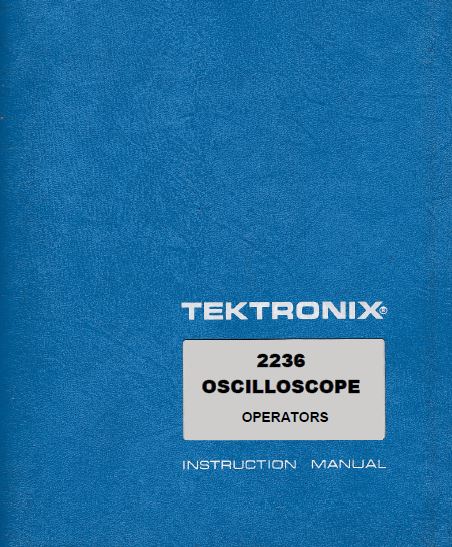 TEKTRONIX®
2236
OSCILLOSCOPE
OPERATORS
INSTRUCTION MANUAL